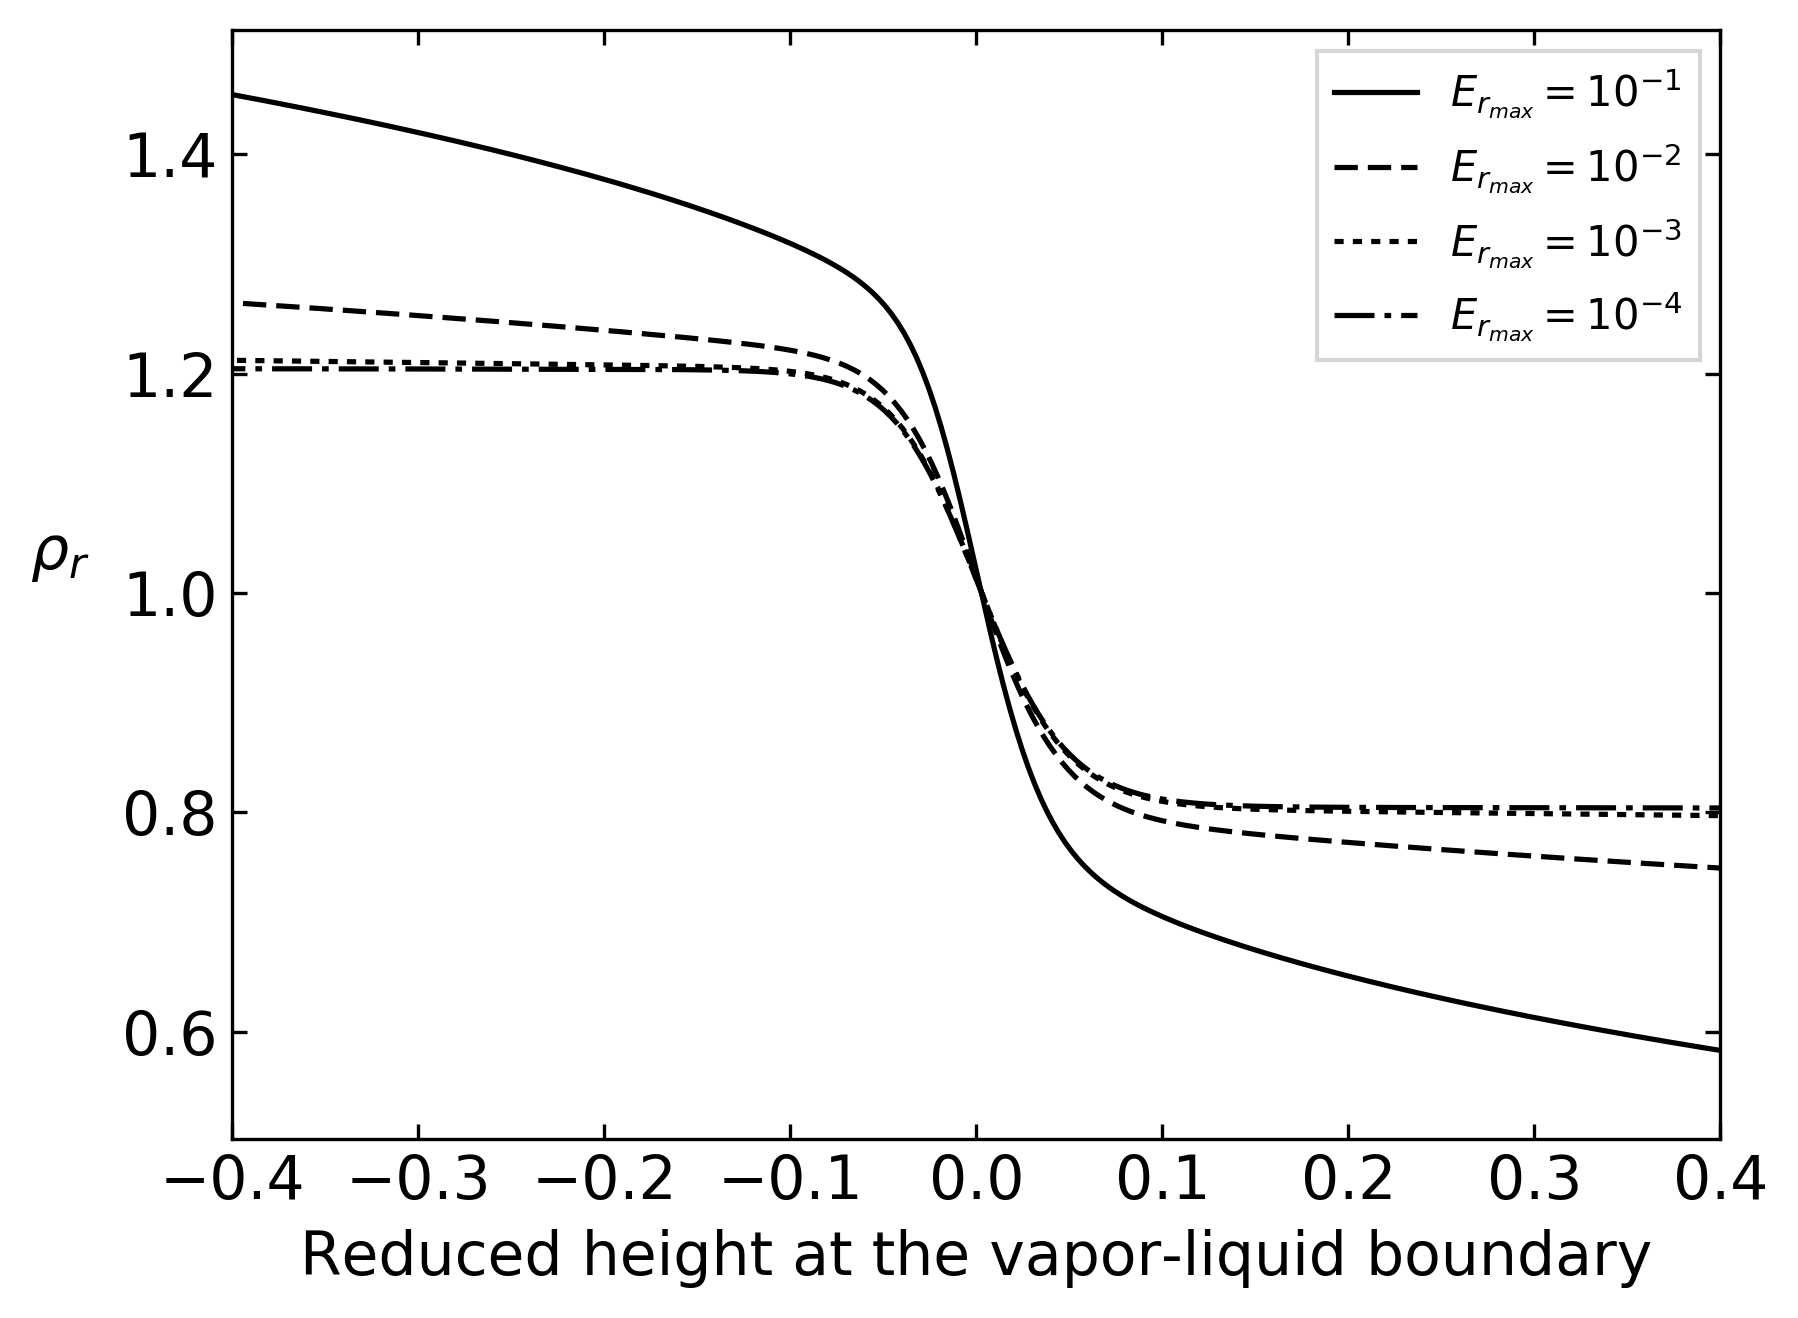 E_{r_{max}} = 10^{-1}
E_{r_{max}} = 10^{-2}
E_{r_{max}} = 10^{-3}
E_{r_{max}} = 10^{-4}
1.4
1.2
1.0
0.8
0.6
ρ_r
−0.4 −0.3 −0.2 −0.1 0.0 0.1 0.2 0.3 0.4
Reduced height at the vapor-liquid boundary